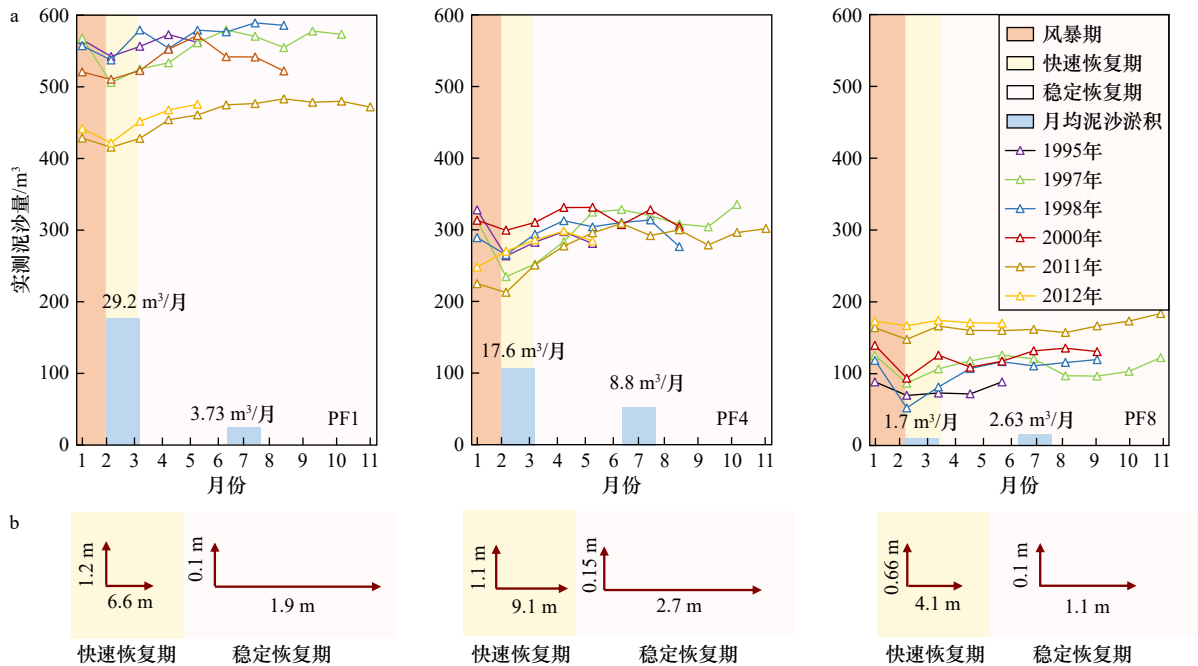 a
实测泥沙量/m³
600
500
400
300
200
100
0
29.2 m³/月
3.73 m³/月
PF1
1 2 3 4 5 6 7 8 9 10 11
月份
600
500
400
300
200
100
0
17.6 m³/月
8.8 m³/月
PF4
1 2 3 4 5 6 7 8 9 10 11
月份
600
500
400
300
200
100
0
风暴期
快速恢复期
稳定恢复期
月均泥沙淤积
1995年
1997年
1998年
2000年
2011年
2012年
1.7 m³/月
2.63 m³/月
PF8
1 2 3 4 5 6 7 8 9 10 11
月份
b
1.2 m
6.6 m
0.1 m
1.9 m
快速恢复期
稳定恢复期
1.1 m
9.1 m
0.15 m
2.7 m
快速恢复期
稳定恢复期
0.66 m
4.1 m
0.1 m
1.1 m
快速恢复期
稳定恢复期